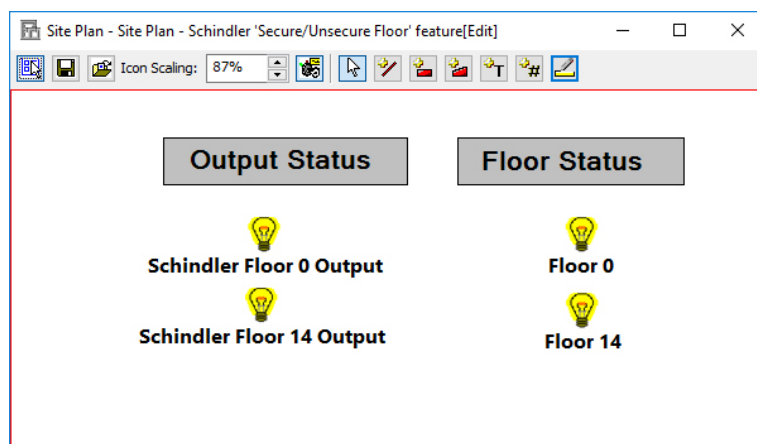 Site Plan - Site Plan - Schindler 'Secure/Unsecure Floor' feature[Edit]
Icon Scaling: 87%
T #
Output Status Floor Status
Schindler Floor 0 Output Floor 0
Schindler Floor 14 Output Floor 14